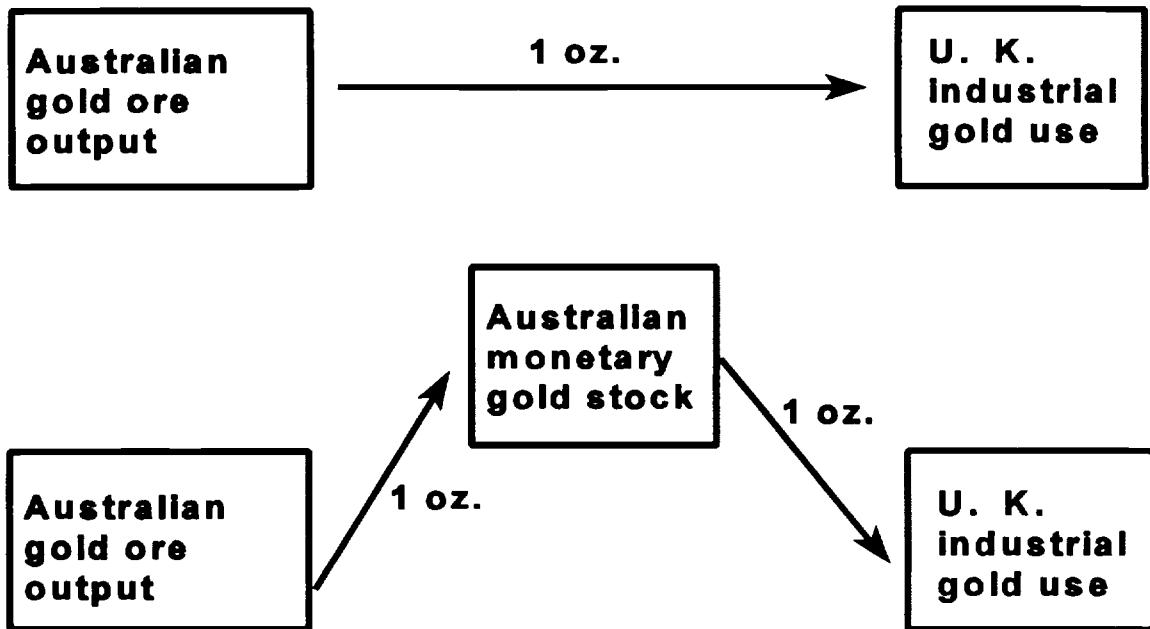 Australian
gold ore
output
1 oz.
U. K.
industrial
gold use
Australian
monetary
gold stock
1 oz.
1 oz.
Australian
gold ore
output
U. K.
industrial
gold use